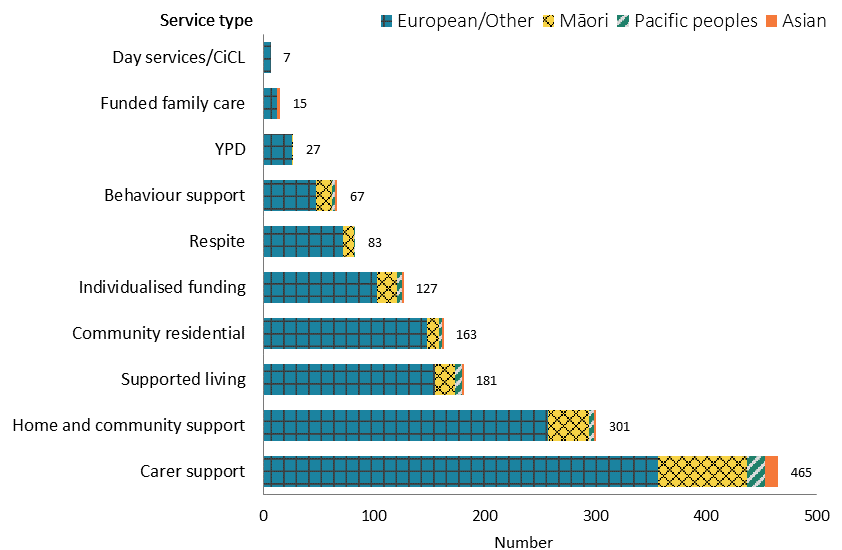 Service type
European/Other Māori Pacific peoples Asian
Day services/CiCL 7
Funded family care 15
YPD 27
Behaviour support 67
Respite 83
Individualised funding 127
Community residential 163
Supported living 181
Home and community support 301
Carer support 465
0 100 200 300 400 500
Number